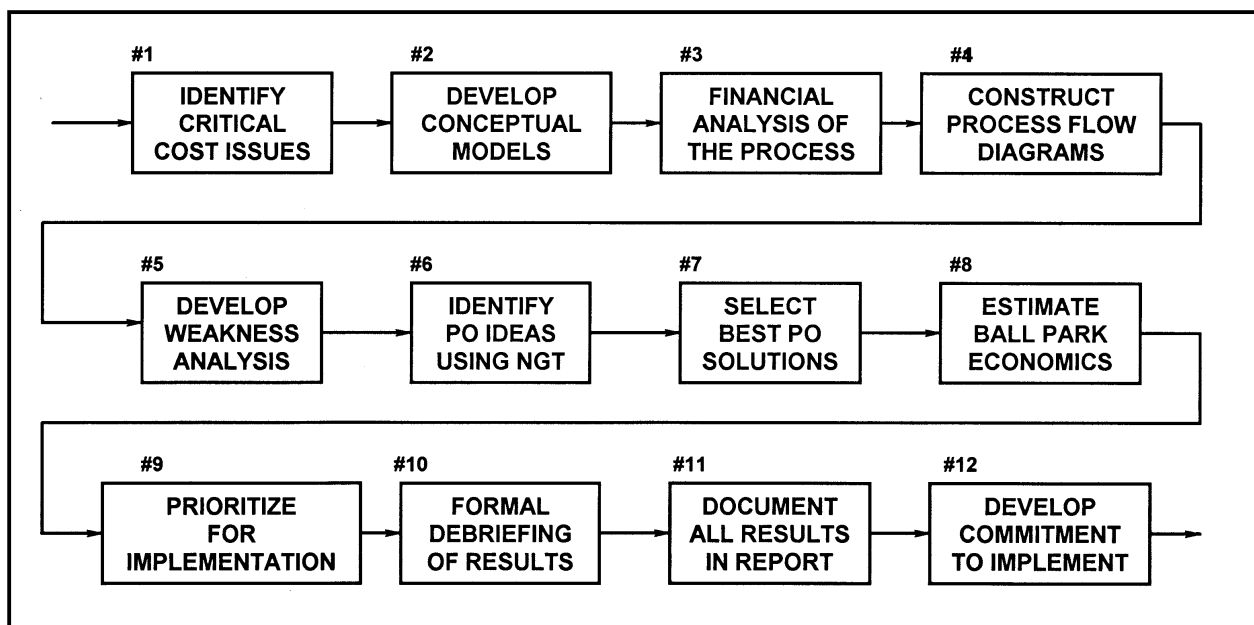 #1
IDENTIFY
CRITICAL
COST ISSUES
#2
DEVELOP
CONCEPTUAL
MODELS
#3
FINANCIAL
ANALYSIS OF
THE PROCESS
#4
CONSTRUCT
PROCESS FLOW
DIAGRAMS
#5
DEVELOP
WEAKNESS
ANALYSIS
#6
IDENTIFY
PO IDEAS
USING NGT
#7
SELECT
BEST PO
SOLUTIONS
#8
ESTIMATE
BALL PARK
ECONOMICS
#9
PRIORITIZE
FOR
IMPLEMENTATION
#10
FORMAL
DEBRIEFING
OF RESULTS
#11
DOCUMENT
ALL RESULTS
IN REPORT
#12
DEVELOP
COMMITMENT
TO IMPLEMENT